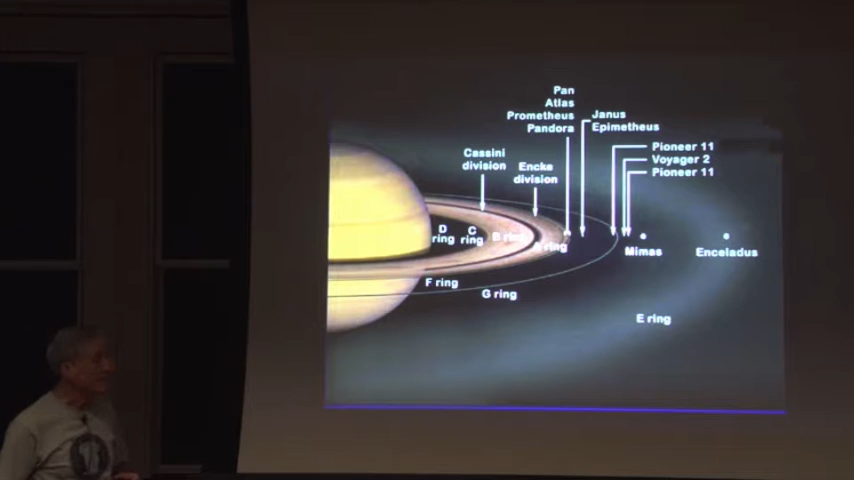 Pan
Atlas
Prometheus
Pandora
Janus
Epimetheus
Pioneer 11
Voyager 2
Pioneer 11
Cassini
division
Encke
division
D
ring
C
ring
B ring
A ring
Mimas
Enceladus
F ring
G ring
E ring